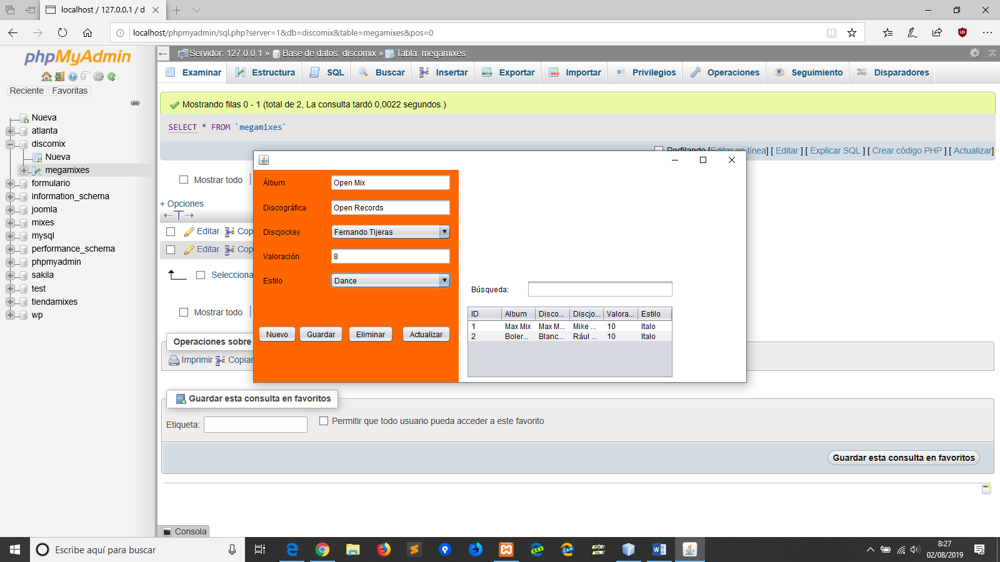 localhost / 127.0.0.1 / d
localhost/phpmyadmin/sql.php?server=1&db=discomix&table=megamixes&pos=0
phpMyAdmin
Reciente
Favoritas
Nueva
atlanta
discomix
Nueva
megamixes
formulario
information_schema
joomla
mixes
mysql
performance_schema
phpmyadmin
sakila
test
tiendamixes
wp
Servidor: 127.0.0.1 » Base de datos: discomix » Tabla: megamixes
Examinar Estructura SQL Buscar Insertar Exportar Importar Privilegios Operaciones Seguimiento Disparadores
Mostrando filas 0 - 1 (total de 2, La consulta tardó 0,0022 segundos.)
SELECT * FROM `megamixes`
Perfilando [Editar en línea] [ Editar ] [ Explicar SQL ] [ Crear código PHP ] [ Actualizar]
Mostrar todo
+ Opciones
Editar Cop
Editar Cop
Selecciona
Mostrar todo
Operaciones sobre
Imprimir Copiar
Álbum Open Mix
Discográfica Open Records
Discjockey Fernando Tijeras
Valoración 8
Estilo Dance
Nuevo Guardar Eliminar Actualizar
Búsqueda:
ID Album Disco... Discjo... Valora... Estilo
1 Max Mix Max M... Mike ... 10 Italo
2 Boler... Blanc... Rául ... 10 Italo
Guardar esta consulta en favoritos
Etiqueta:
Permitir que todo usuario pueda acceder a este favorito
Guardar esta consulta en favoritos
Consola
Escribe aquí para buscar
8:27
02/08/2019